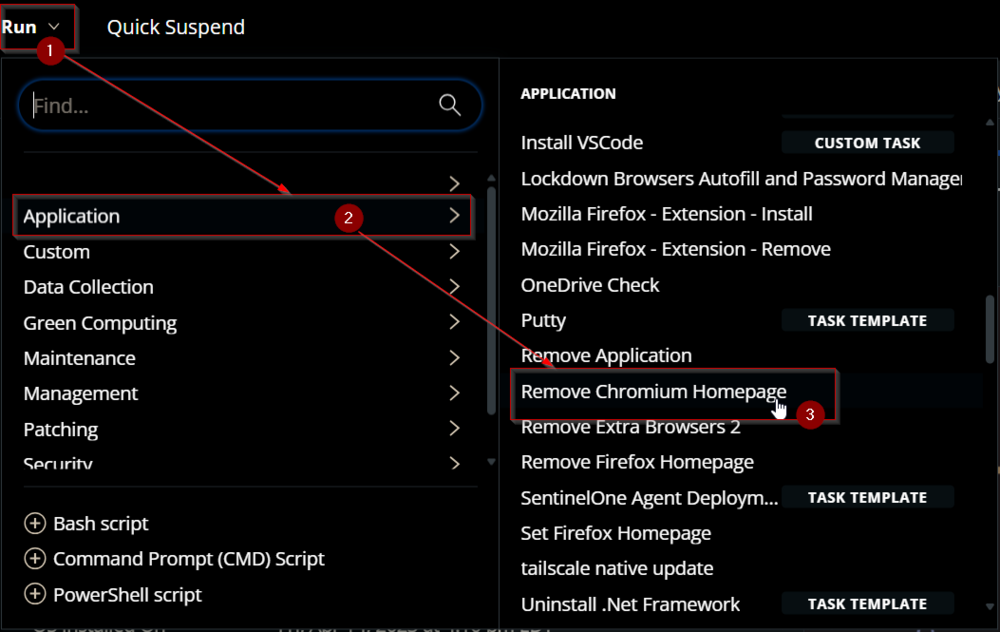 Run
Quick Suspend
1
Find...
Application
2
Custom
Data Collection
Green Computing
Maintenance
Management
Patching
Security
Bash script
Command Prompt (CMD) Script
PowerShell script
APPLICATION
Install VSCode
CUSTOM TASK
Lockdown Browsers Autofill and Password Manager
Mozilla Firefox - Extension - Install
Mozilla Firefox - Extension - Remove
OneDrive Check
Putty
TASK TEMPLATE
Remove Application
Remove Chromium Homepage
3
Remove Extra Browsers 2
Remove Firefox Homepage
SentinelOne Agent Deploym...
TASK TEMPLATE
Set Firefox Homepage
tailscale native update
Uninstall .Net Framework
TASK TEMPLATE